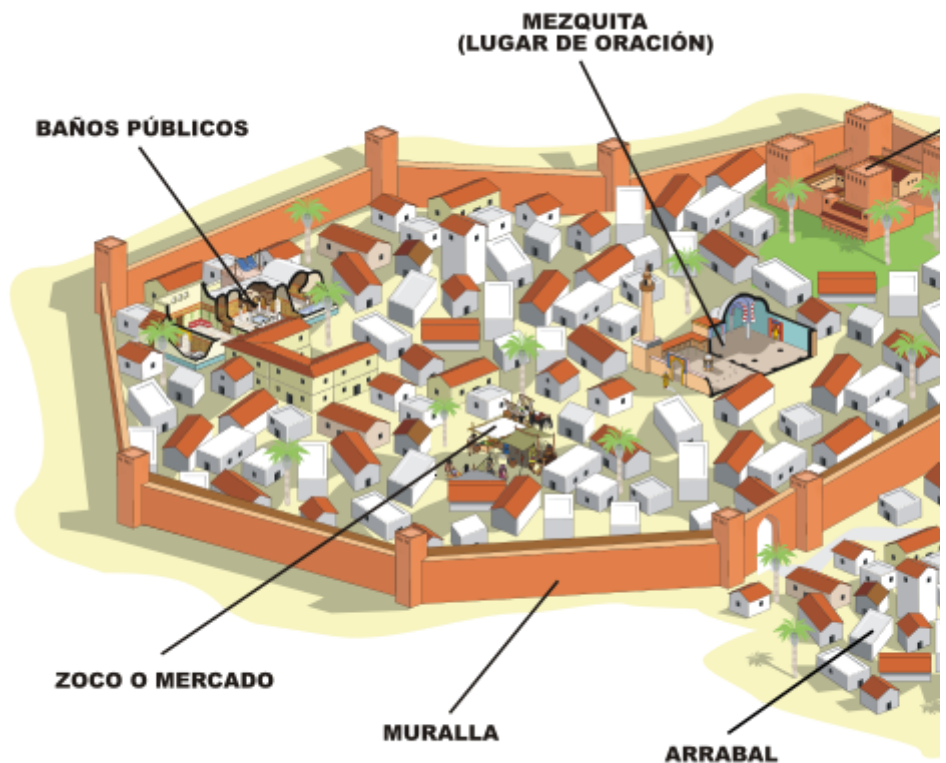 MEZQUITA
(LUGAR DE ORACIÓN)
BAÑOS PÚBLICOS
ZOCO O MERCADO
MURALLA
ARRABAL